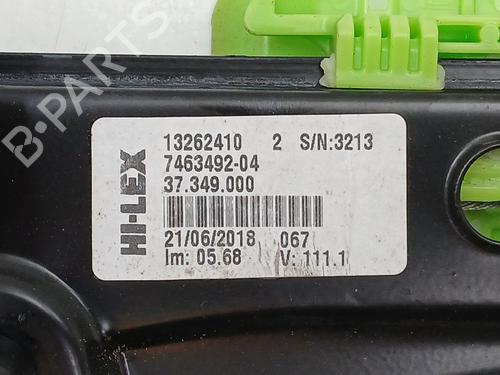 B-PARTS
HI-LEX
13262410 2 S/N:3213
7463492-04
37.349.000
21/06/2018 067
Im: 05.68 V: 111.1